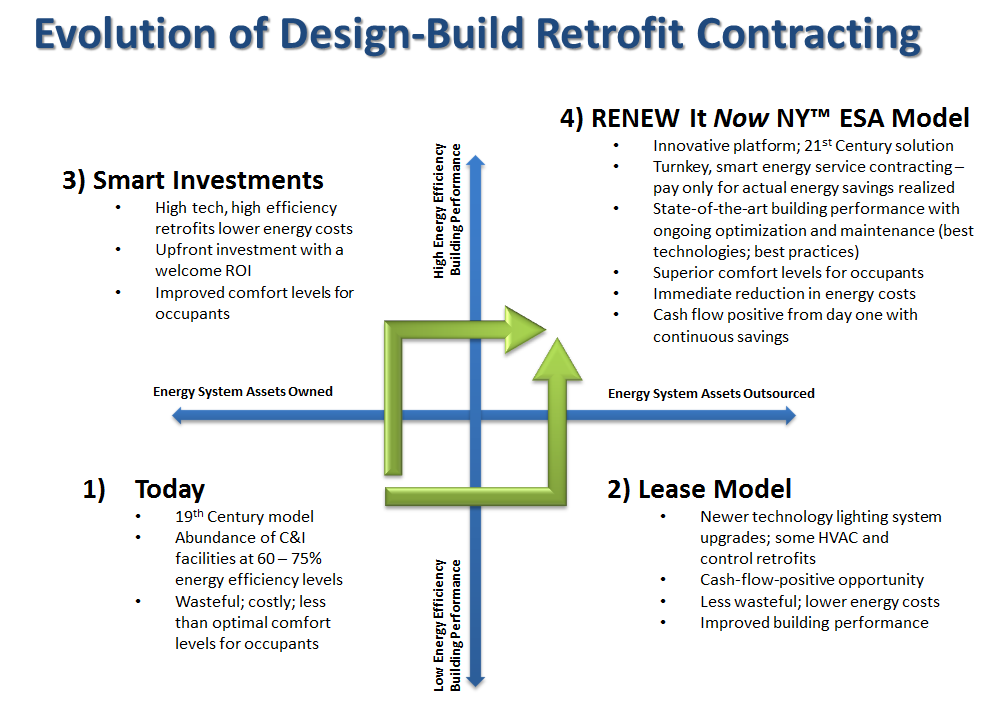 Evolution of Design-Build Retrofit Contracting
4) RENEW It Now NY™ ESA Model
• Innovative platform; 21st Century solution
• Turnkey, smart energy service contracting –
pay only for actual energy savings realized
• State-of-the-art building performance with
ongoing optimization and maintenance (best
technologies; best practices)
• Superior comfort levels for occupants
• Immediate reduction in energy costs
• Cash flow positive from day one with
continuous savings
3) Smart Investments
• High tech, high efficiency
retrofits lower energy costs
• Upfront investment with a
welcome ROI
• Improved comfort levels for
occupants
High Energy Efficiency
Building Performance
Energy System Assets Owned
Energy System Assets Outsourced
1) Today
• 19th Century model
• Abundance of C&I
facilities at 60 – 75%
energy efficiency levels
• Wasteful; costly; less
than optimal comfort
levels for occupants
Low Energy Efficiency
Building Performance
2) Lease Model
• Newer technology lighting system
upgrades; some HVAC and
control retrofits
• Cash-flow-positive opportunity
• Less wasteful; lower energy costs
• Improved building performance